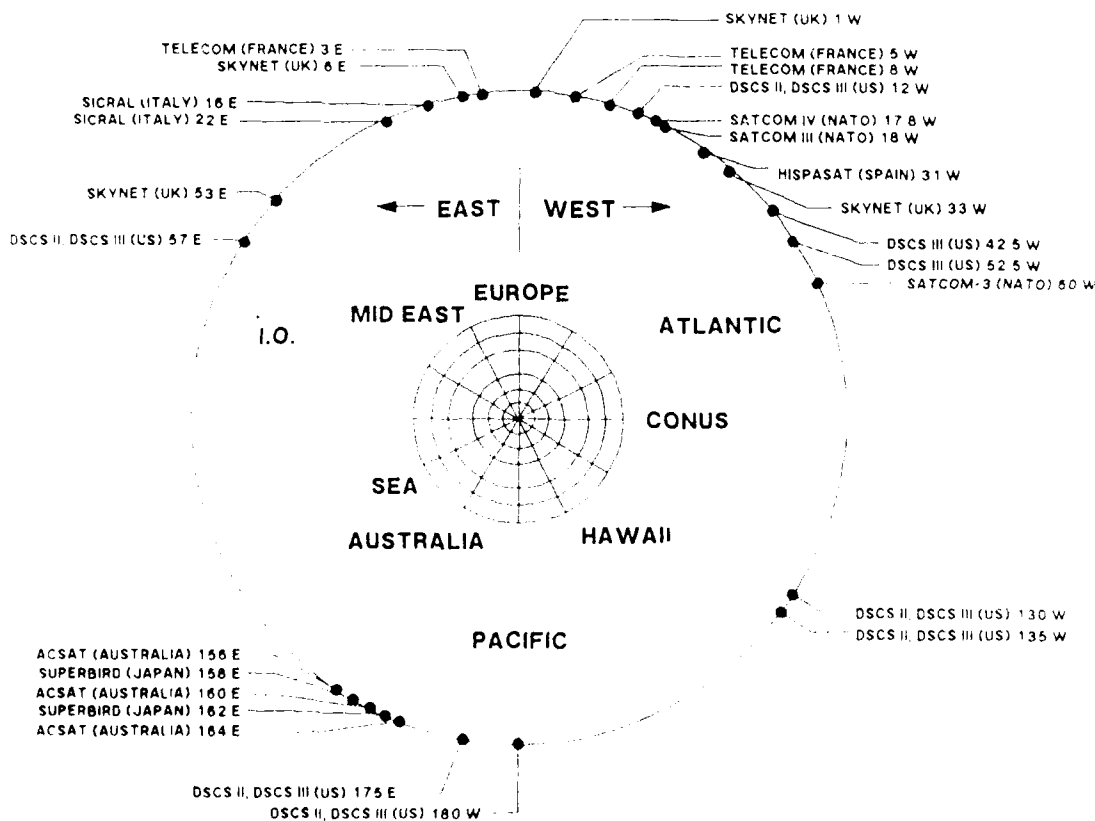 SKYNET (UK) 1 W
TELECOM (FRANCE) 3 E
SKYNET (UK) 6 E
TELECOM (FRANCE) 5 W
TELECOM (FRANCE) 8 W
DSCS II, DSCS III (US) 12 W
SICRAL (ITALY) 16 E
SICRAL (ITALY) 22 E
SATCOM IV (NATO) 17 8 W
SATCOM III (NATO) 18 W
HISPASAT (SPAIN) 31 W
SKYNET (UK) 53 E
SKYNET (UK) 33 W
EAST WEST
DSCS II, DSCS III (US) 57 E
DSCS III (US) 42 5 W
DSCS III (US) 52 5 W
SATCOM-3 (NATO) 60 W
EUROPE
MID EAST
ATLANTIC
I.O.
CONUS
SEA
AUSTRALIA
HAWAII
DSCS II, DSCS III (US) 130 W
DSCS II, DSCS III (US) 135 W
PACIFIC
ACSAT (AUSTRALIA) 156 E
SUPERBIRD (JAPAN) 158 E
ACSAT (AUSTRALIA) 160 E
SUPERBIRD (JAPAN) 162 E
ACSAT (AUSTRALIA) 164 E
DSCS II, DSCS III (US) 175 E
DSCS II, DSCS III (US) 180 W